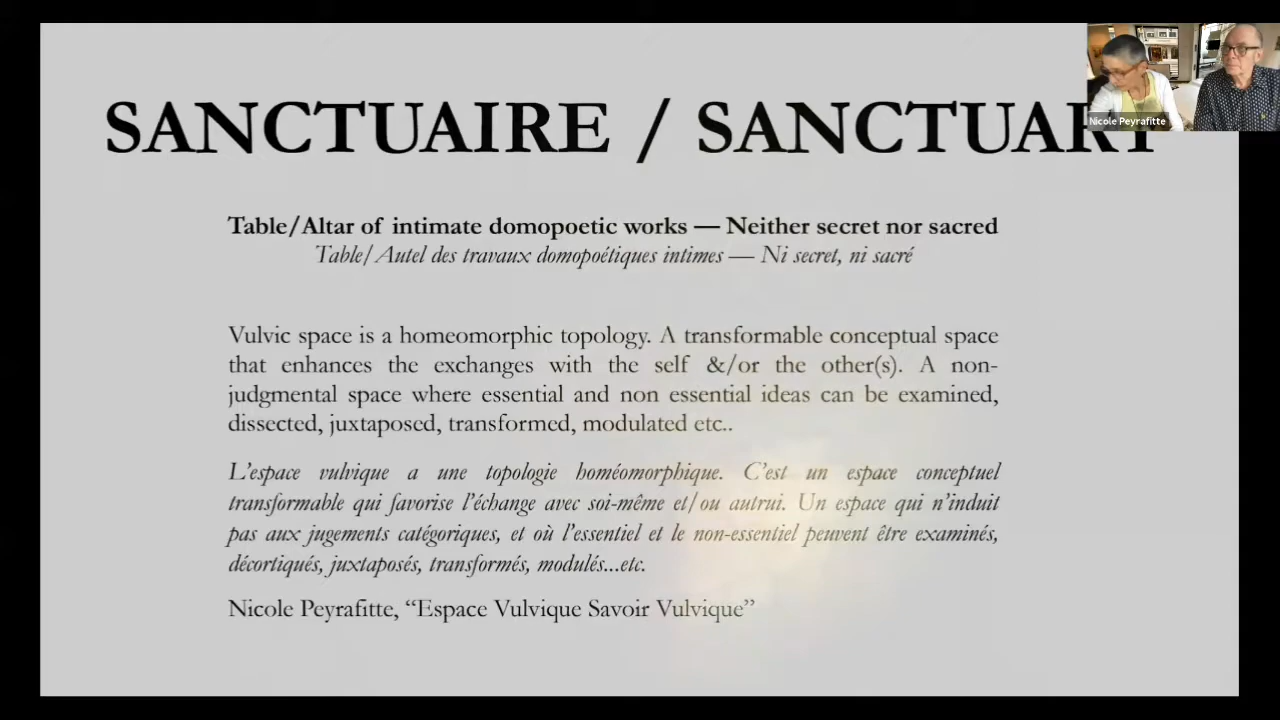 SANCTUAIRE / SANCTUARY
Nicole Peyrafitte
Table/Altar of intimate domopoetic works — Neither secret nor sacred
Table/Autel des travaux domopoétiques intimes — Ni secret, ni sacré
Vulvic space is a homeomorphic topology. A transformable conceptual space
that enhances the exchanges with the self &/or the other(s). A non-
judgmental space where essential and non essential ideas can be examined,
dissected, juxtaposed, transformed, modulated etc..
L’espace vulvique a une topologie homéomorphique. C’est un espace conceptuel
transformable qui favorise l’échange avec soi-même et/ou autrui. Un espace qui n’induit
pas aux jugements catégoriques, et où l’essentiel et le non-essentiel peuvent être examinés,
décortiqués, juxtaposés, transformés, modulés...etc.
Nicole Peyrafitte, “Espace Vulvique Savoir Vulvique”